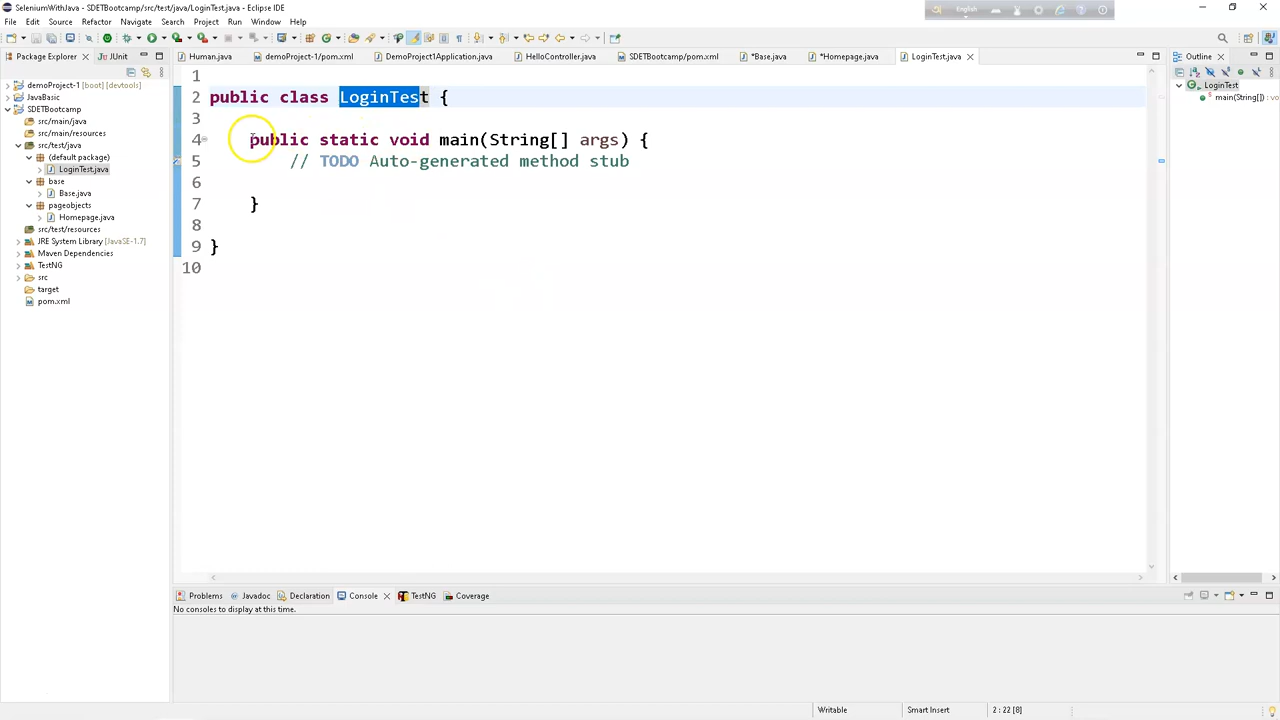 SeleniumWithJava - SDETBootcamp/src/test/java/LoginTest.java - Eclipse IDE
English
File Edit Source Refactor Navigate Search Project Run Window Help
Package Explorer JUnit
Human.java demoProject-1/pom.xml DemoProject1Application.java HelloController.java SDETBootcamp/pom.xml *Base.java *Homepage.java LoginTest.java
Outline
demoProject-1 [boot] [devtools]
JavaBasic
SDETBootcamp
src/main/java
src/main/resources
src/test/java
(default package)
LoginTest.java
base
Base.java
pageobjects
Homepage.java
src/test/resources
JRE System Library [JavaSE-1.7]
Maven Dependencies
TestNG
src
target
pom.xml
1
2 public class LoginTest {
3
4 public static void main(String[] args) {
5 // TODO Auto-generated method stub
6
7 }
8
9 }
10
LoginTest
main(String[]) : vo
Problems Javadoc Declaration Console TestNG Coverage
No consoles to display at this time.
Writable Smart Insert 2 : 22 [8]